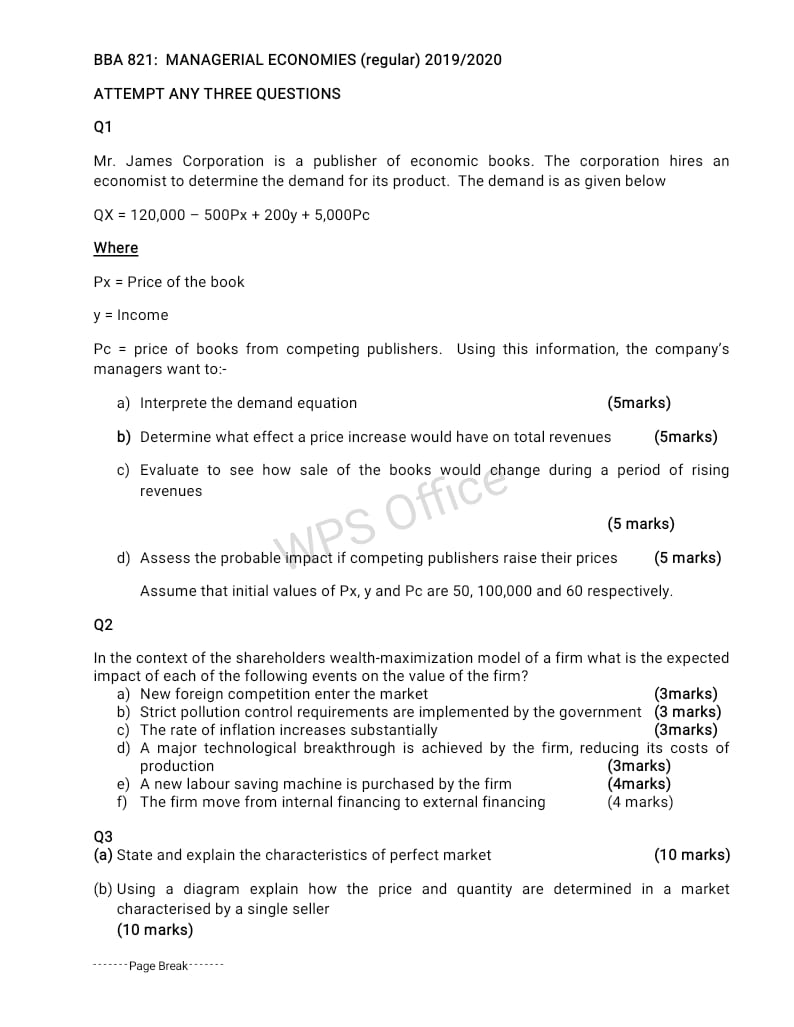 BBA 821: MANAGERIAL ECONOMIES (regular) 2019/2020
ATTEMPT ANY THREE QUESTIONS
Q1
Mr. James Corporation is a publisher of economic books. The corporation hires an
economist to determine the demand for its product. The demand is as given below
QX = 120,000 – 500Px + 200y + 5,000Pc
Where
Px = Price of the book
y = Income
Pc = price of books from competing publishers. Using this information, the company's
managers want to:-
a) Interprete the demand equation (5marks)
b) Determine what effect a price increase would have on total revenues (5marks)
c) Evaluate to see how sale of the books would change during a period of rising
revenues
(5 marks)
WPS Office
d) Assess the probable impact if competing publishers raise their prices (5 marks)
Assume that initial values of Px, y and Pc are 50, 100,000 and 60 respectively.
Q2
In the context of the shareholders wealth-maximization model of a firm what is the expected
impact of each of the following events on the value of the firm?
a) New foreign competition enter the market (3marks)
b) Strict pollution control requirements are implemented by the government (3 marks)
c) The rate of inflation increases substantially (3marks)
d) A major technological breakthrough is achieved by the firm, reducing its costs of
production (3marks)
e) A new labour saving machine is purchased by the firm (4marks)
f) The firm move from internal financing to external financing (4 marks)
Q3
(a) State and explain the characteristics of perfect market (10 marks)
(b) Using a diagram explain how the price and quantity are determined in a market
characterised by a single seller
(10 marks)
-------Page Break-------